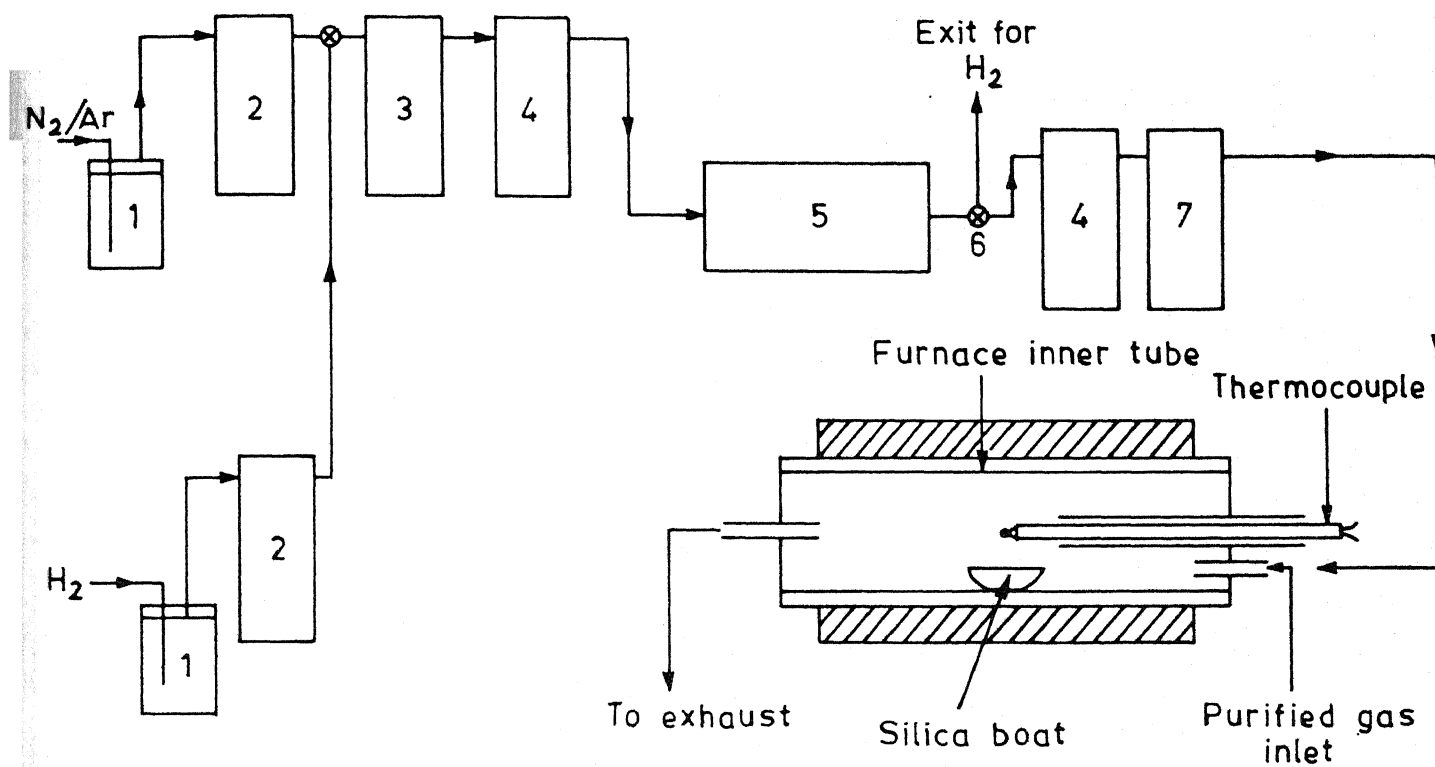 N2/Ar
1
2
3
4
5
Exit for
H2
6
4
7
H2
1
2
Furnace inner tube
Thermocouple
To exhaust
Silica boat
Purified gas
inlet